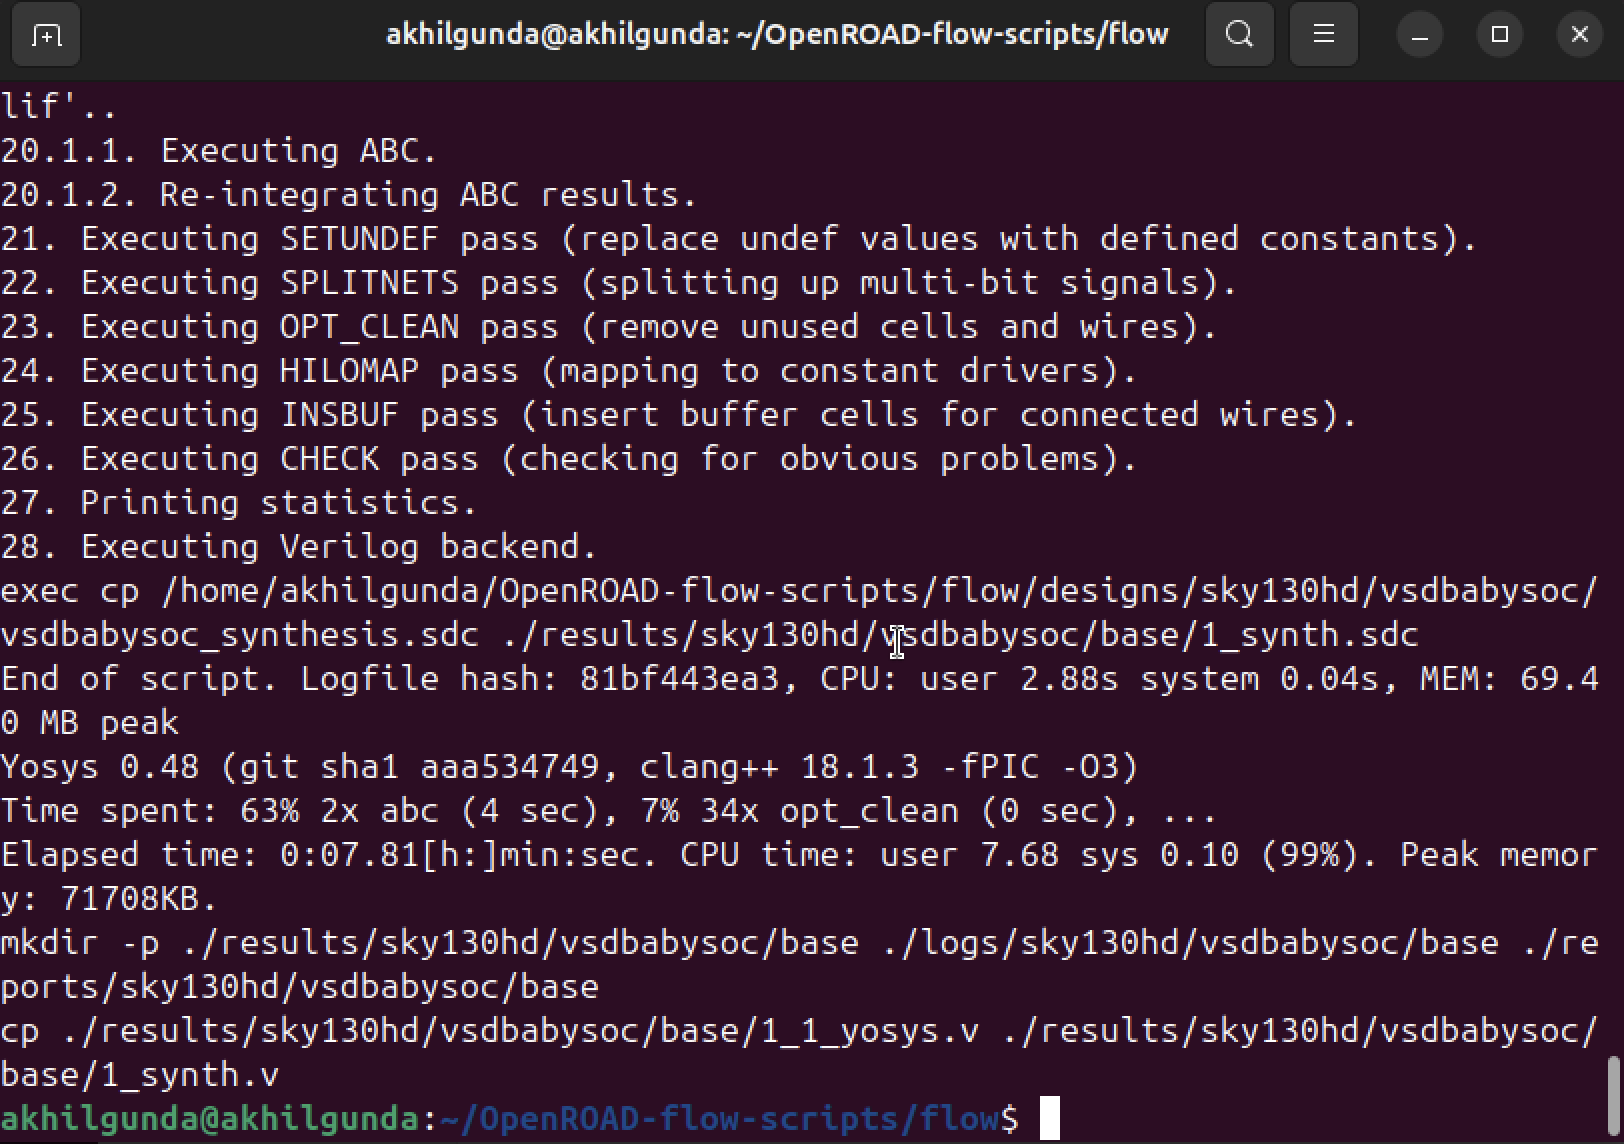 akhilgunda@akhilgunda: ~/OpenROAD-flow-scripts/flow
lif'..
20.1.1. Executing ABC.
20.1.2. Re-integrating ABC results.
21. Executing SETUNDEF pass (replace undef values with defined constants).
22. Executing SPLITNETS pass (splitting up multi-bit signals).
23. Executing OPT_CLEAN pass (remove unused cells and wires).
24. Executing HILOMAP pass (mapping to constant drivers).
25. Executing INSBUF pass (insert buffer cells for connected wires).
26. Executing CHECK pass (checking for obvious problems).
27. Printing statistics.
28. Executing Verilog backend.
exec cp /home/akhilgunda/OpenROAD-flow-scripts/flow/designs/sky130hd/vsdbabysoc/
vsdbabysoc_synthesis.sdc ./results/sky130hd/vsdbabysoc/base/1_synth.sdc
End of script. Logfile hash: 81bf443ea3, CPU: user 2.88s system 0.04s, MEM: 69.4
0 MB peak
Yosys 0.48 (git sha1 aaa534749, clang++ 18.1.3 -fPIC -O3)
Time spent: 63% 2x abc (4 sec), 7% 34x opt_clean (0 sec), ...
Elapsed time: 0:07.81[h:]min:sec. CPU time: user 7.68 sys 0.10 (99%). Peak memor
y: 71708KB.
mkdir -p ./results/sky130hd/vsdbabysoc/base ./logs/sky130hd/vsdbabysoc/base ./re
ports/sky130hd/vsdbabysoc/base
cp ./results/sky130hd/vsdbabysoc/base/1_1_yosys.v ./results/sky130hd/vsdbabysoc/
base/1_synth.v
akhilgunda@akhilgunda:~/OpenROAD-flow-scripts/flow$